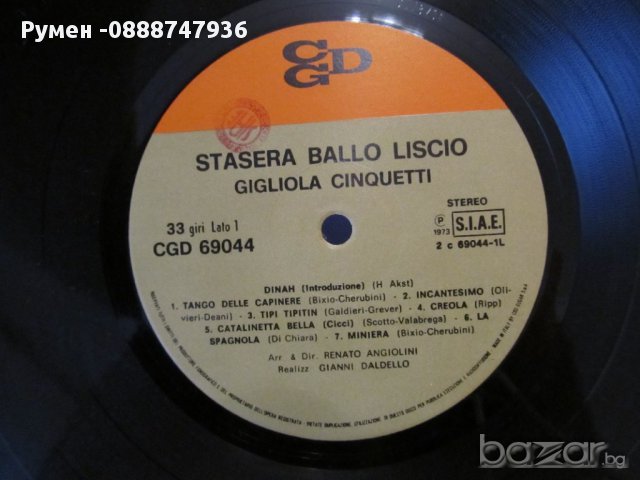 Румен -0888747936
CGD
STASERA BALLO LISCIO
GIGLIOLA CINQUETTI
33 giri Lato 1
CGD 69044
STEREO
P 1973
S.I.A.E.
2 c 69044-1L
DINAH (Introduzione) (H Akst)
1. TANGO DELLE CAPINERE (Bixio-Cherubini) - 2. INCANTESIMO (Oli-
vieri-Deani) - 3. TIPI TIPITIN (Galdieri-Grever) - 4. CREOLA (Ripp)
5. CATALINETTA BELLA (Cicci) (Scotto-Valabrega) - 6. LA
SPAGNOLA (Di Chiara) - 7. MINIERA (Bixio-Cherubini)
Arr & Dir. RENATO ANGIOLINI
Realizz GIANNI DALDELLO
bazar.bg